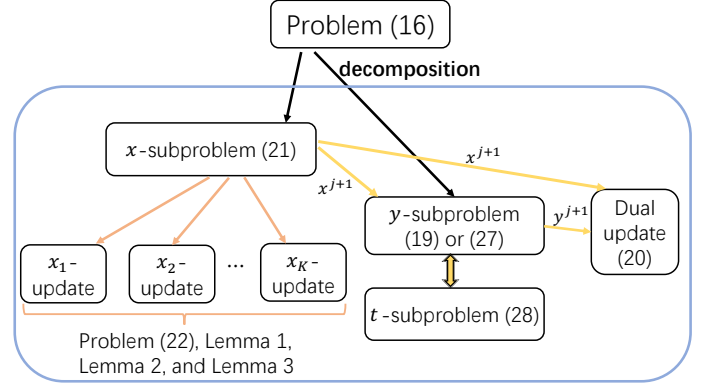 Problem (16)
decomposition
x-subproblem (21)
x^{j+1}
x^{j+1}
y-subproblem
(19) or (27)
y^{j+1}
Dual
update
(20)
x_1-
update
x_2-
update
...
x_K-
update
t-subproblem (28)
Problem (22), Lemma 1,
Lemma 2, and Lemma 3